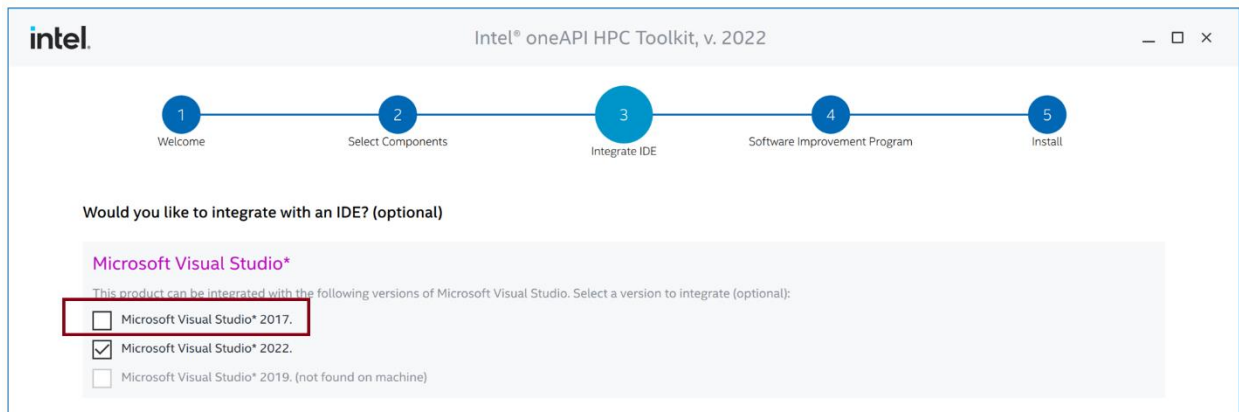 intel.
Intel® oneAPI HPC Toolkit, v. 2022
1
2
3
4
5
Welcome
Select Components
Integrate IDE
Software Improvement Program
Install
Would you like to integrate with an IDE? (optional)
Microsoft Visual Studio*
This product can be integrated with the following versions of Microsoft Visual Studio. Select a version to integrate (optional):
Microsoft Visual Studio* 2017.
Microsoft Visual Studio* 2022.
Microsoft Visual Studio* 2019. (not found on machine)